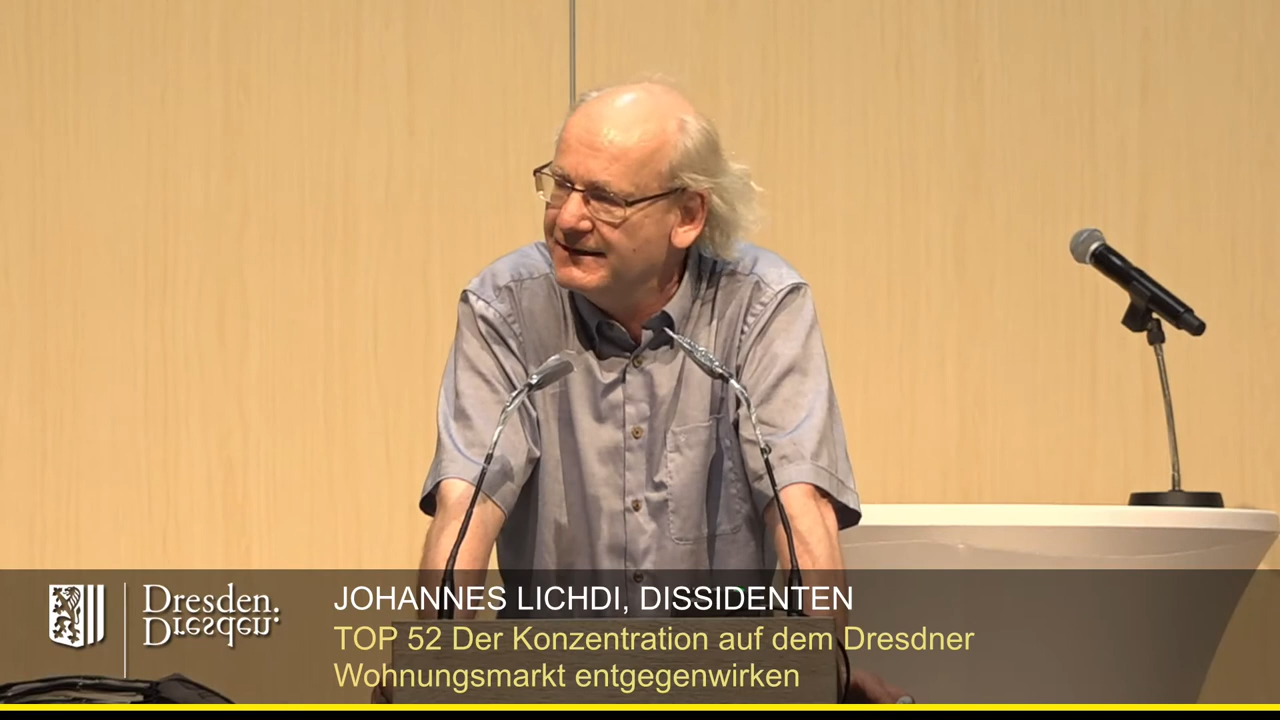 Dresden.
Dresden.
JOHANNES LICHDI, DISSIDENTEN
TOP 52 Der Konzentration auf dem Dresdner
Wohnungsmarkt entgegenwirken